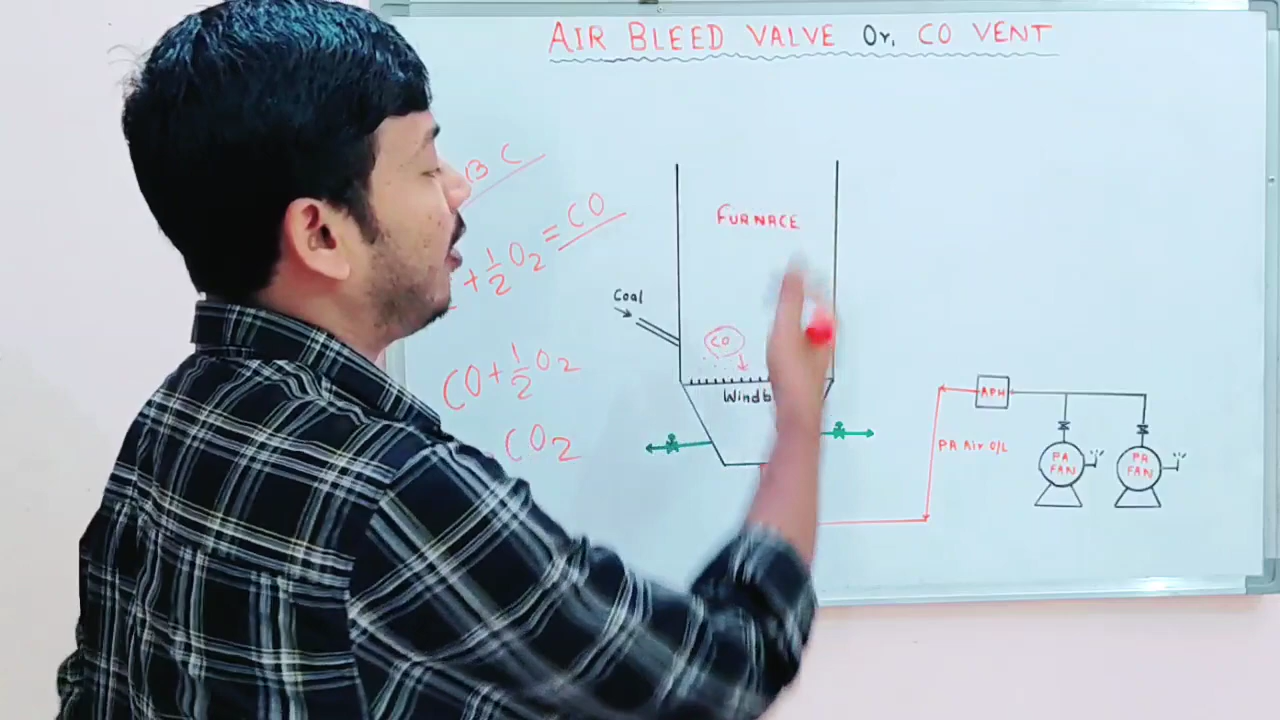 AIR BLEED VALVE Or, CO VENT
C
+ 1/2 O2 = CO
CO + 1/2 O2
CO2
FURNACE
Coal
CO
APH
PA Air O/L
PA FAN
PA FAN